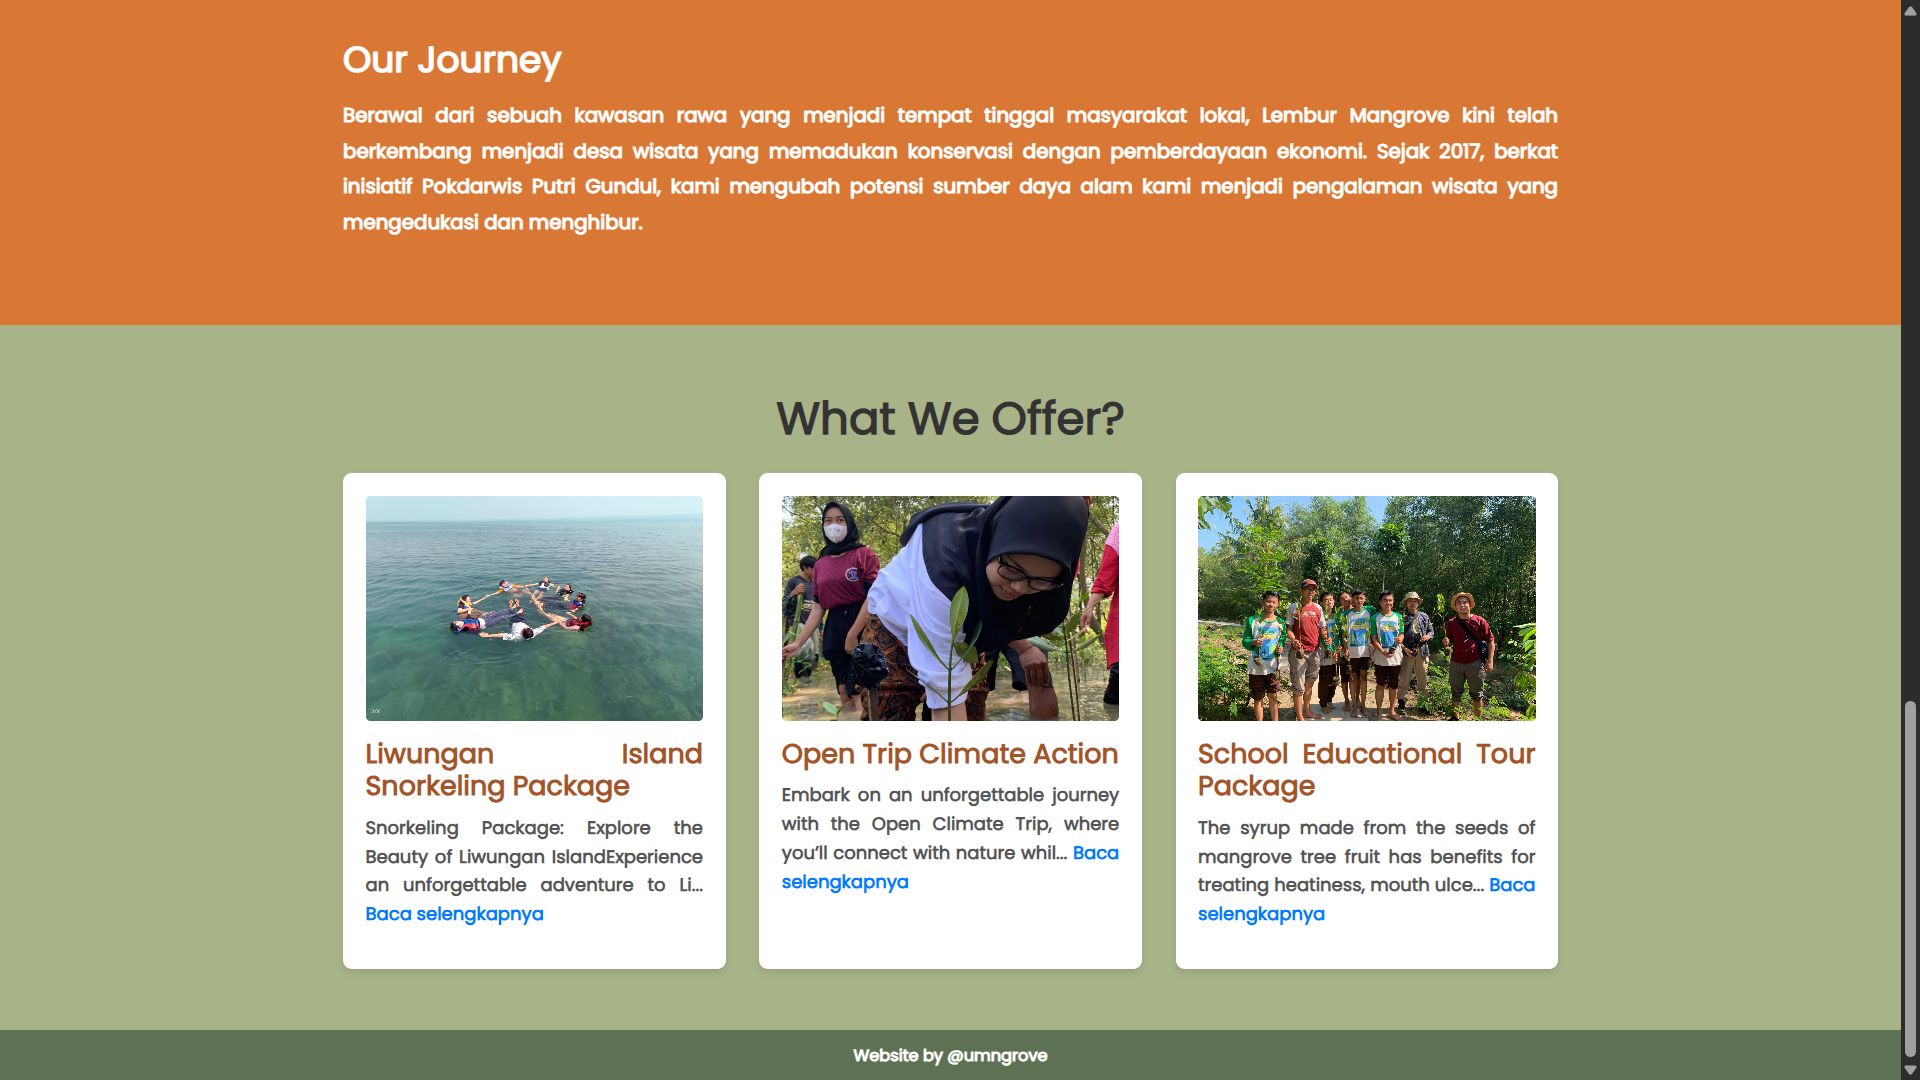 Our Journey
Berawal dari sebuah kawasan rawa yang menjadi tempat tinggal masyarakat lokal, Lembur Mangrove kini telah
berkembang menjadi desa wisata yang memadukan konservasi dengan pemberdayaan ekonomi. Sejak 2017, berkat
inisiatif Pokdarwis Putri Gundul, kami mengubah potensi sumber daya alam kami menjadi pengalaman wisata yang
mengedukasi dan menghibur.
What We Offer?
Liwungan Island
Snorkeling Package
Snorkeling Package: Explore the
Beauty of Liwungan IslandExperience
an unforgettable adventure to Li...
Baca selengkapnya
Open Trip Climate Action
Embark on an unforgettable journey
with the Open Climate Trip, where
you’ll connect with nature whil... Baca
selengkapnya
School Educational Tour
Package
The syrup made from the seeds of
mangrove tree fruit has benefits for
treating heatiness, mouth ulce... Baca
selengkapnya
Website by @umngrove